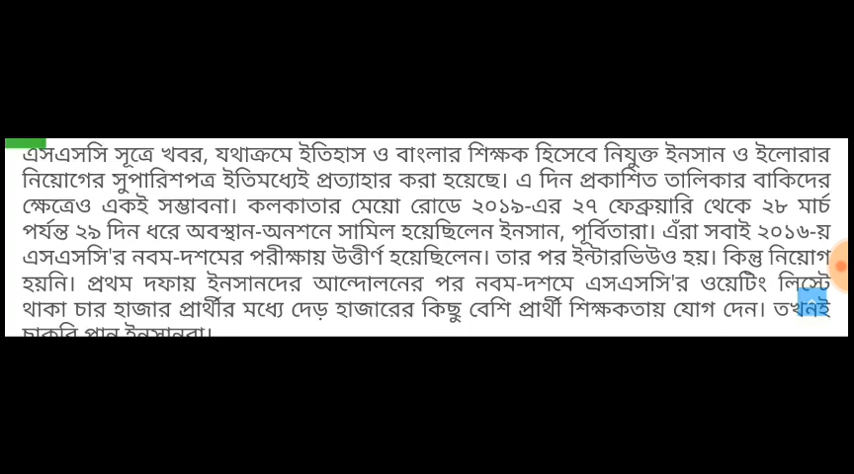 এসএসসি সূত্রে খবর, যথাক্রমে ইতিহাস ও বাংলার শিক্ষক হিসেবে নিযুক্ত ইনসান ও ইলোরার
নিয়োগের সুপারিশপত্র ইতিমধ্যেই প্রত্যাহার করা হয়েছে। এ দিন প্রকাশিত তালিকার বাকিদের
ক্ষেত্রেও একই সম্ভাবনা। কলকাতার মেয়ো রোডে ২০১৯-এর ২৭ ফেব্রুয়ারি থেকে ২৮ মার্চ
পর্যন্ত ২৯ দিন ধরে অবস্থান-অনশনে সামিল হয়েছিলেন ইনসান, পূর্বিতারা। এঁরা সবাই ২০১৬-য়
এসএসসি'র নবম-দশমের পরীক্ষায় উত্তীর্ণ হয়েছিলেন। তার পর ইন্টারভিউও হয়। কিন্তু নিয়োগ
হয়নি। প্রথম দফায় ইনসানদের আন্দোলনের পর নবম-দশমে এসএসসি'র ওয়েটিং লিস্টে
থাকা চার হাজার প্রার্থীর মধ্যে দেড় হাজারের কিছু বেশি প্রার্থী শিক্ষকতায় যোগ দেন। তখনই
চাকরি পান ইনসানরা।